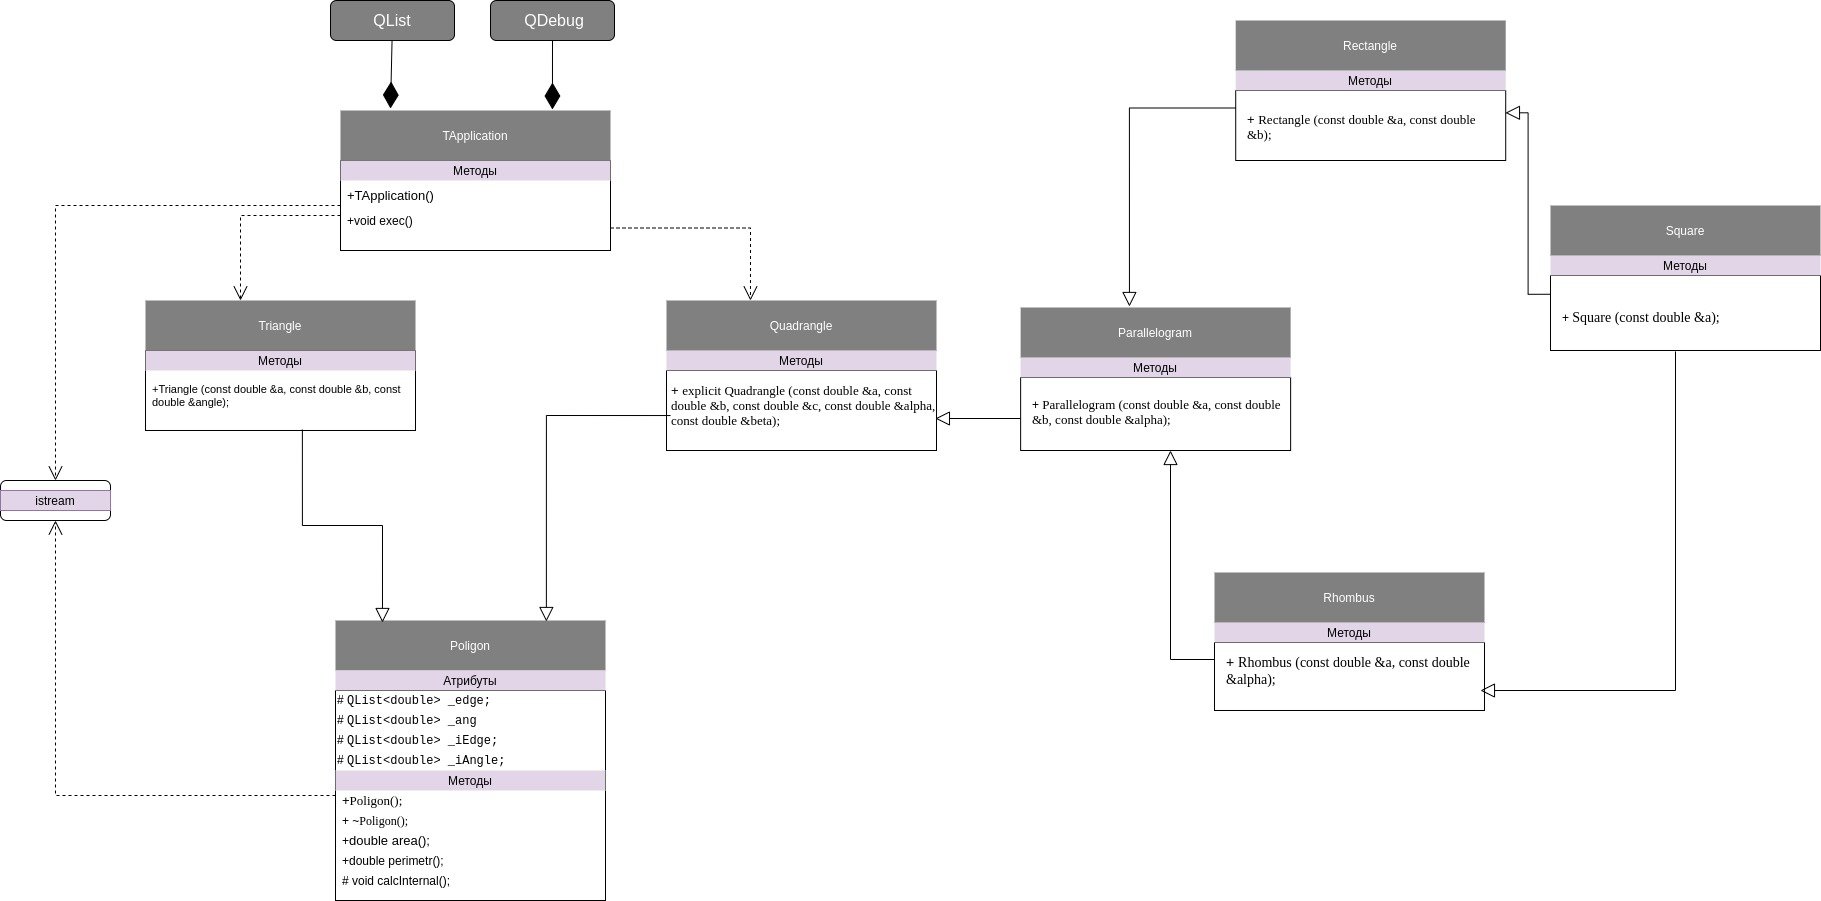 QList
QDebug
TApplication
Методы
+TApplication()
+void exec()
Triangle
Методы
+Triangle (const double &a, const double &b, const
double &angle);
istream
Quadrangle
Методы
+ explicit Quadrangle (const double &a, const
double &b, const double &c, const double &alpha,
const double &beta);
Parallelogram
Методы
+ Parallelogram (const double &a, const double
&b, const double &alpha);
Rectangle
Методы
+ Rectangle (const double &a, const double
&b);
Square
Методы
+ Square (const double &a);
Rhombus
Методы
+ Rhombus (const double &a, const double
&alpha);
Poligon
Атрибуты
# QList<double> _edge;
# QList<double> _ang
# QList<double> _iEdge;
# QList<double> _iAngle;
Методы
+Poligon();
+ ~Poligon();
+double area();
+double perimetr();
# void calcInternal();